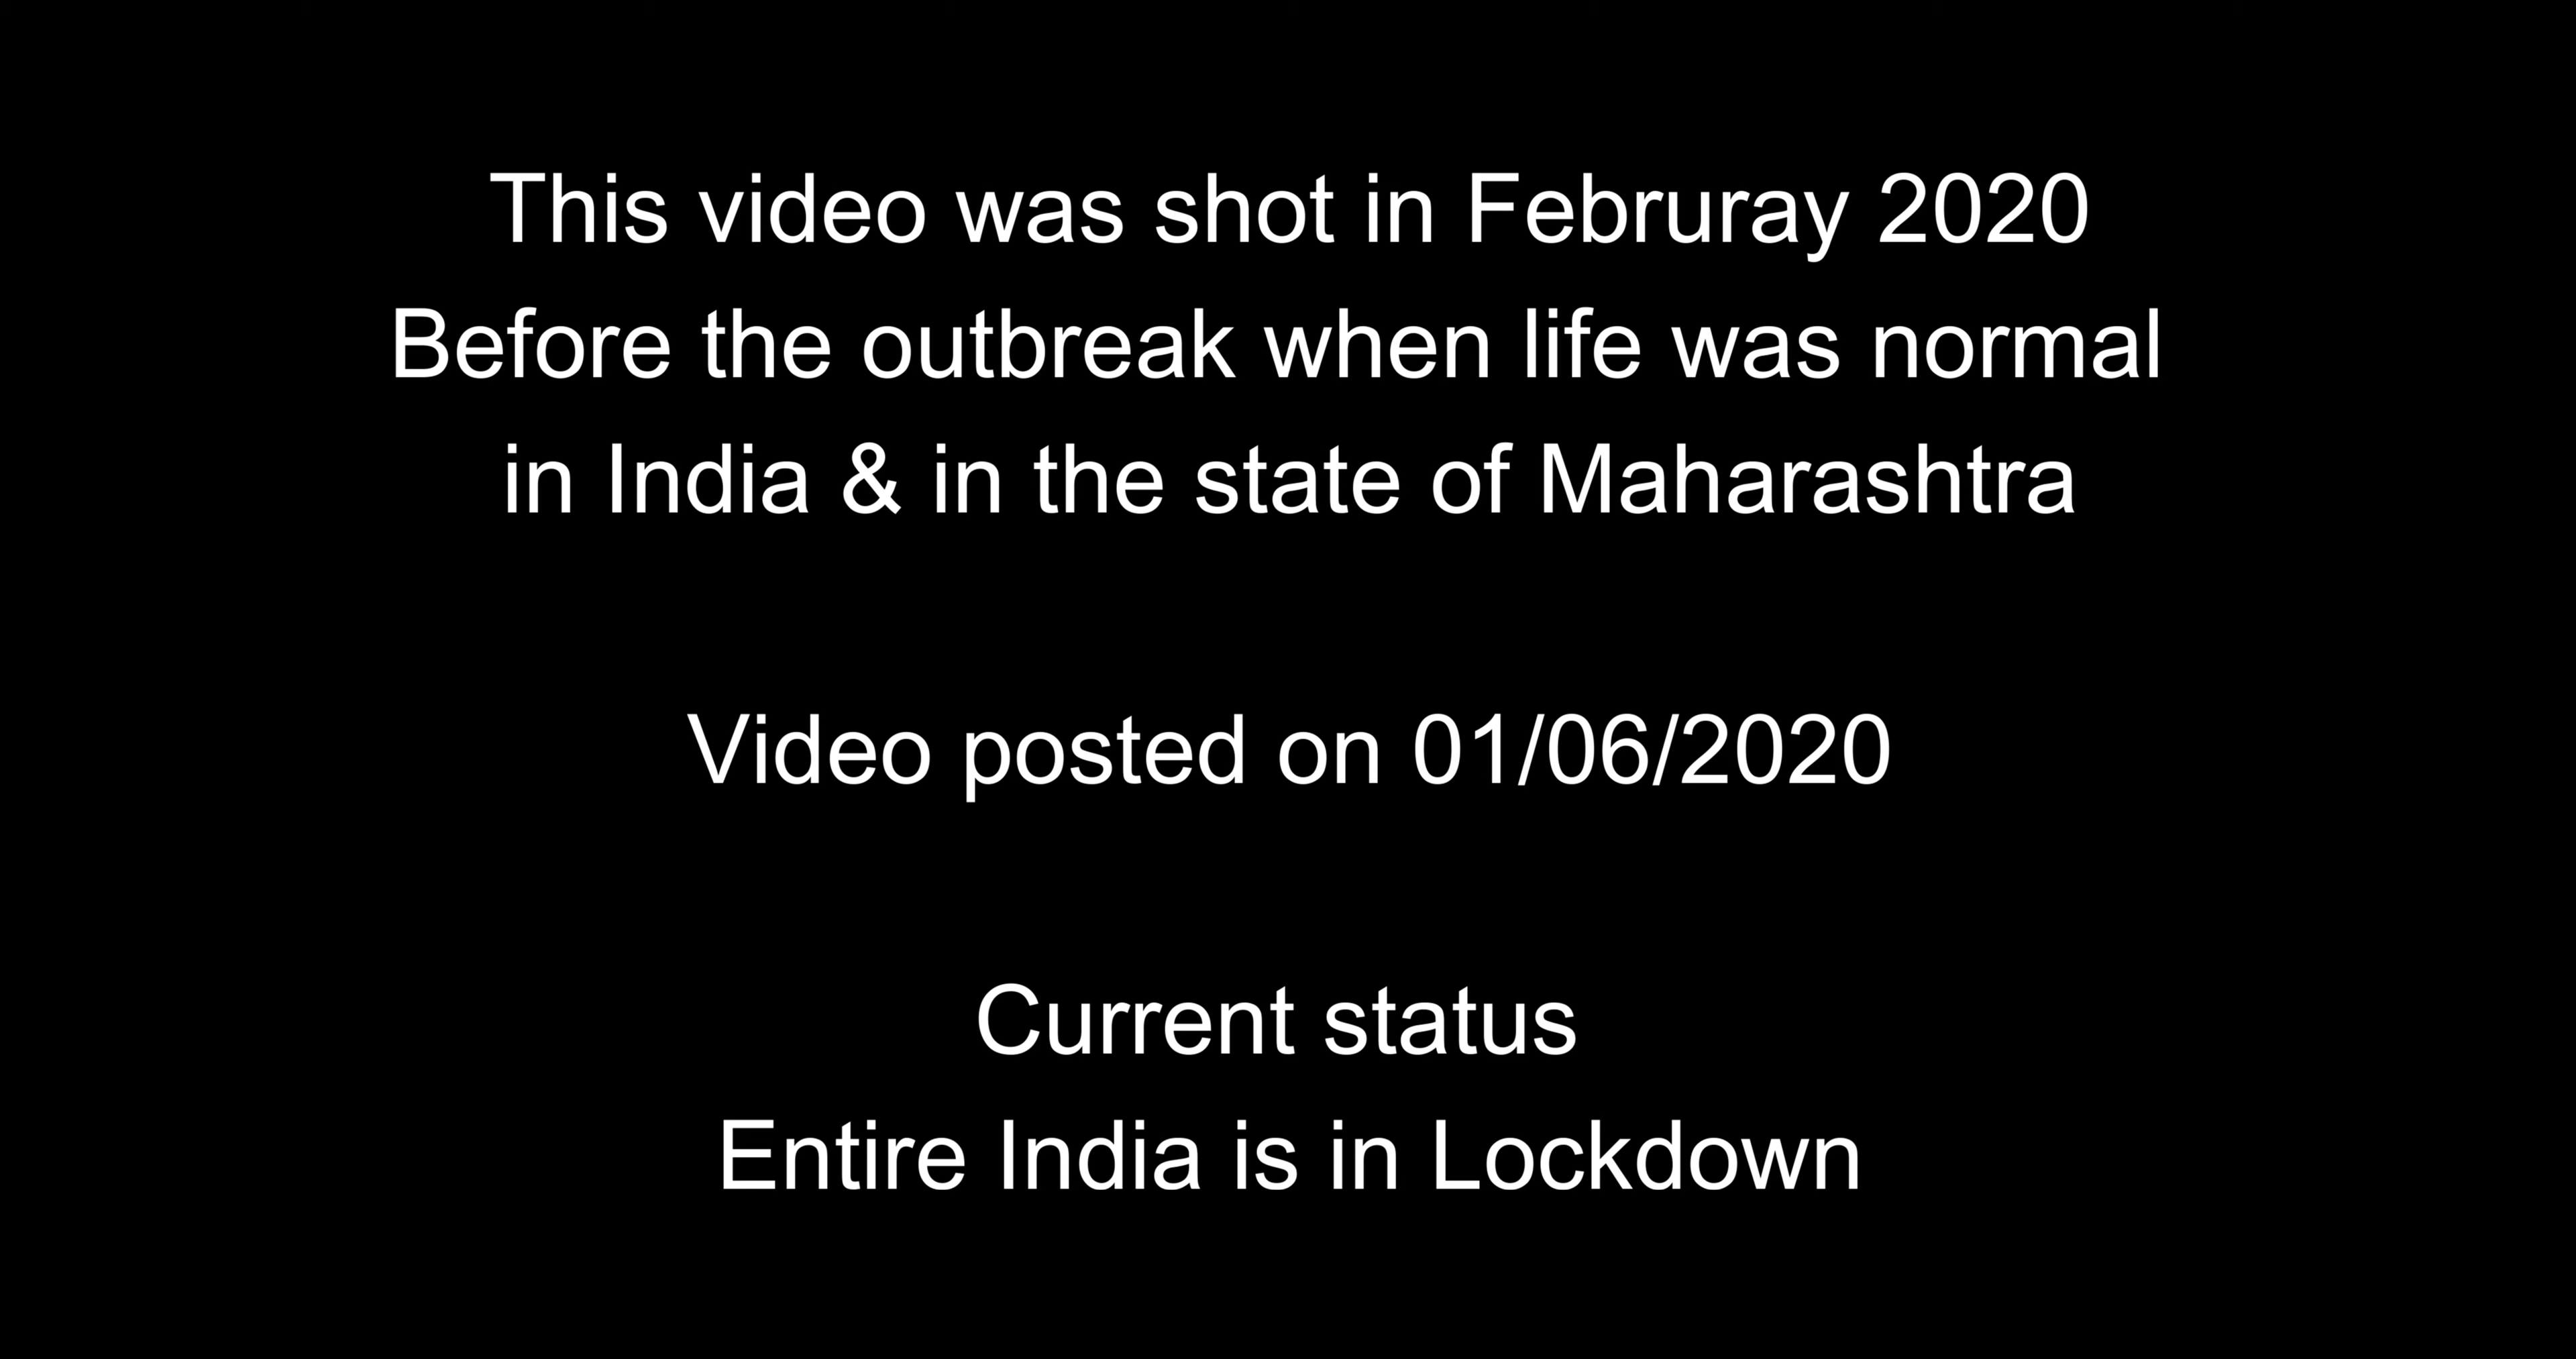 This video was shot in Februray 2020
Before the outbreak when life was normal
in India & in the state of Maharashtra
Video posted on 01/06/2020
Current status
Entire India is in Lockdown